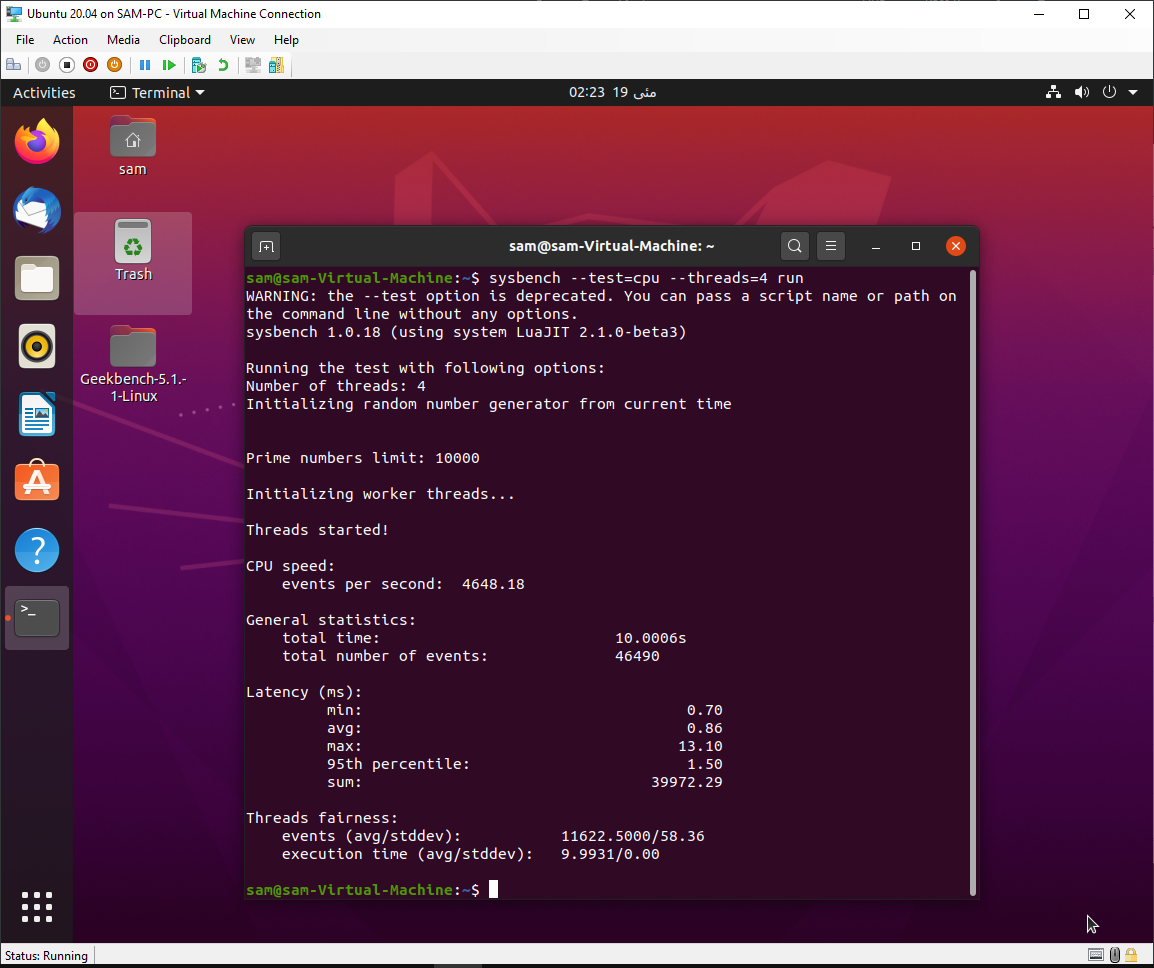 Ubuntu 20.04 on SAM-PC - Virtual Machine Connection
File Action Media Clipboard View Help
Activities Terminal 02:23 19 مئی
sam
Trash
Geekbench-5.1.-
1-Linux
sam@sam-Virtual-Machine: ~
sam@sam-Virtual-Machine:~$ sysbench --test=cpu --threads=4 run
WARNING: the --test option is deprecated. You can pass a script name or path on
the command line without any options.
sysbench 1.0.18 (using system LuaJIT 2.1.0-beta3)
Running the test with following options:
Number of threads: 4
Initializing random number generator from current time
Prime numbers limit: 10000
Initializing worker threads...
Threads started!
CPU speed:
events per second: 4648.18
General statistics:
total time: 10.0006s
total number of events: 46490
Latency (ms):
min: 0.70
avg: 0.86
max: 13.10
95th percentile: 1.50
sum: 39972.29
Threads fairness:
events (avg/stddev): 11622.5000/58.36
execution time (avg/stddev): 9.9931/0.00
sam@sam-Virtual-Machine:~$
Status: Running